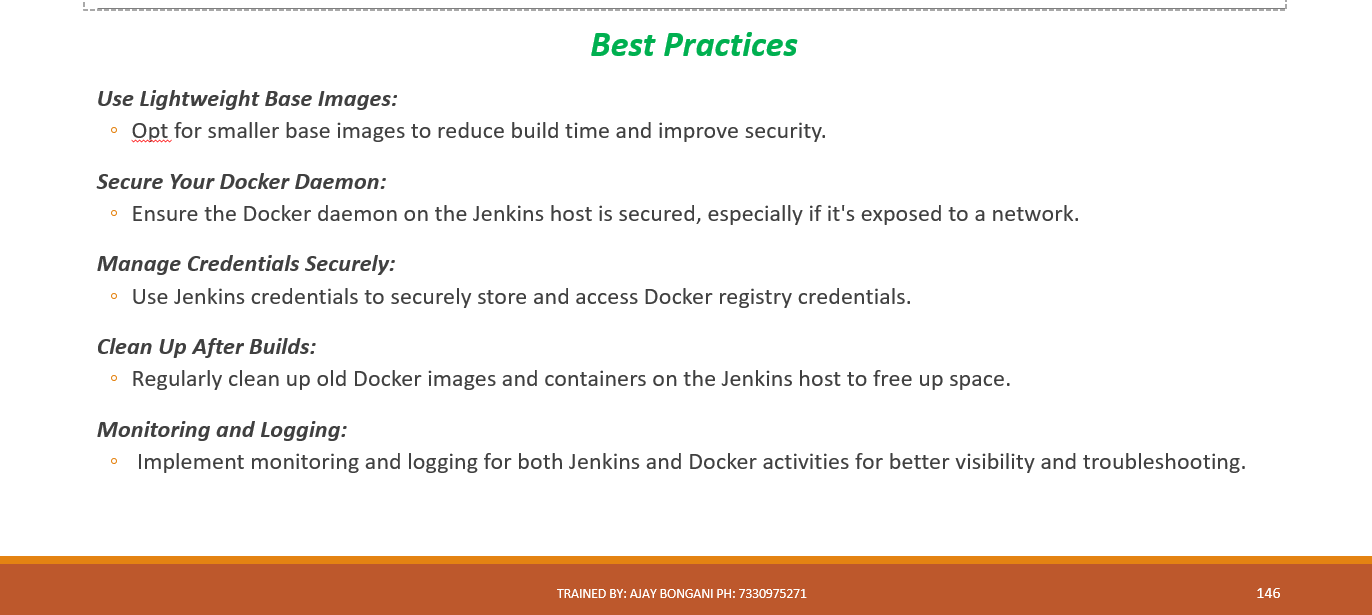 Best Practices
Use Lightweight Base Images:
Opt for smaller base images to reduce build time and improve security.
Secure Your Docker Daemon:
Ensure the Docker daemon on the Jenkins host is secured, especially if it's exposed to a network.
Manage Credentials Securely:
Use Jenkins credentials to securely store and access Docker registry credentials.
Clean Up After Builds:
Regularly clean up old Docker images and containers on the Jenkins host to free up space.
Monitoring and Logging:
Implement monitoring and logging for both Jenkins and Docker activities for better visibility and troubleshooting.
TRAINED BY: AJAY BONGANI PH: 7330975271
146